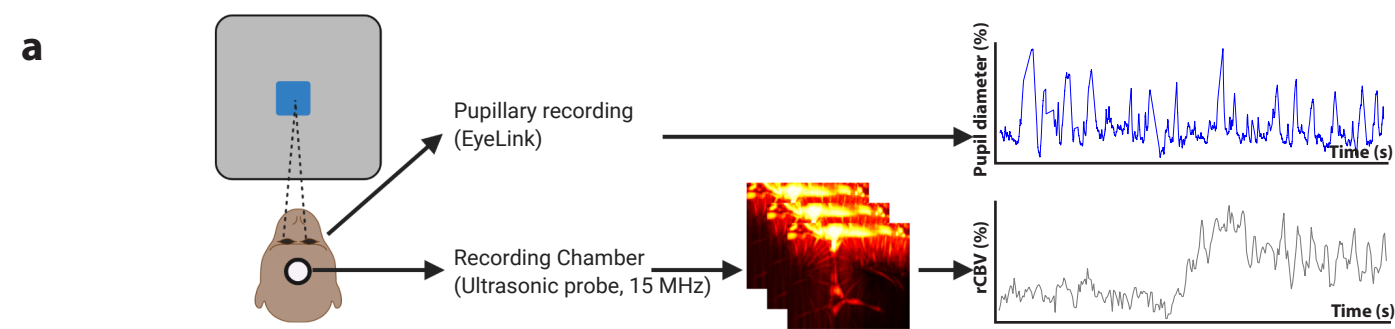 a
Pupillary recording
(EyeLink)
Pupil diameter (%)
Time (s)
Recording Chamber
(Ultrasonic probe, 15 MHz)
rCBV (%)
Time (s)